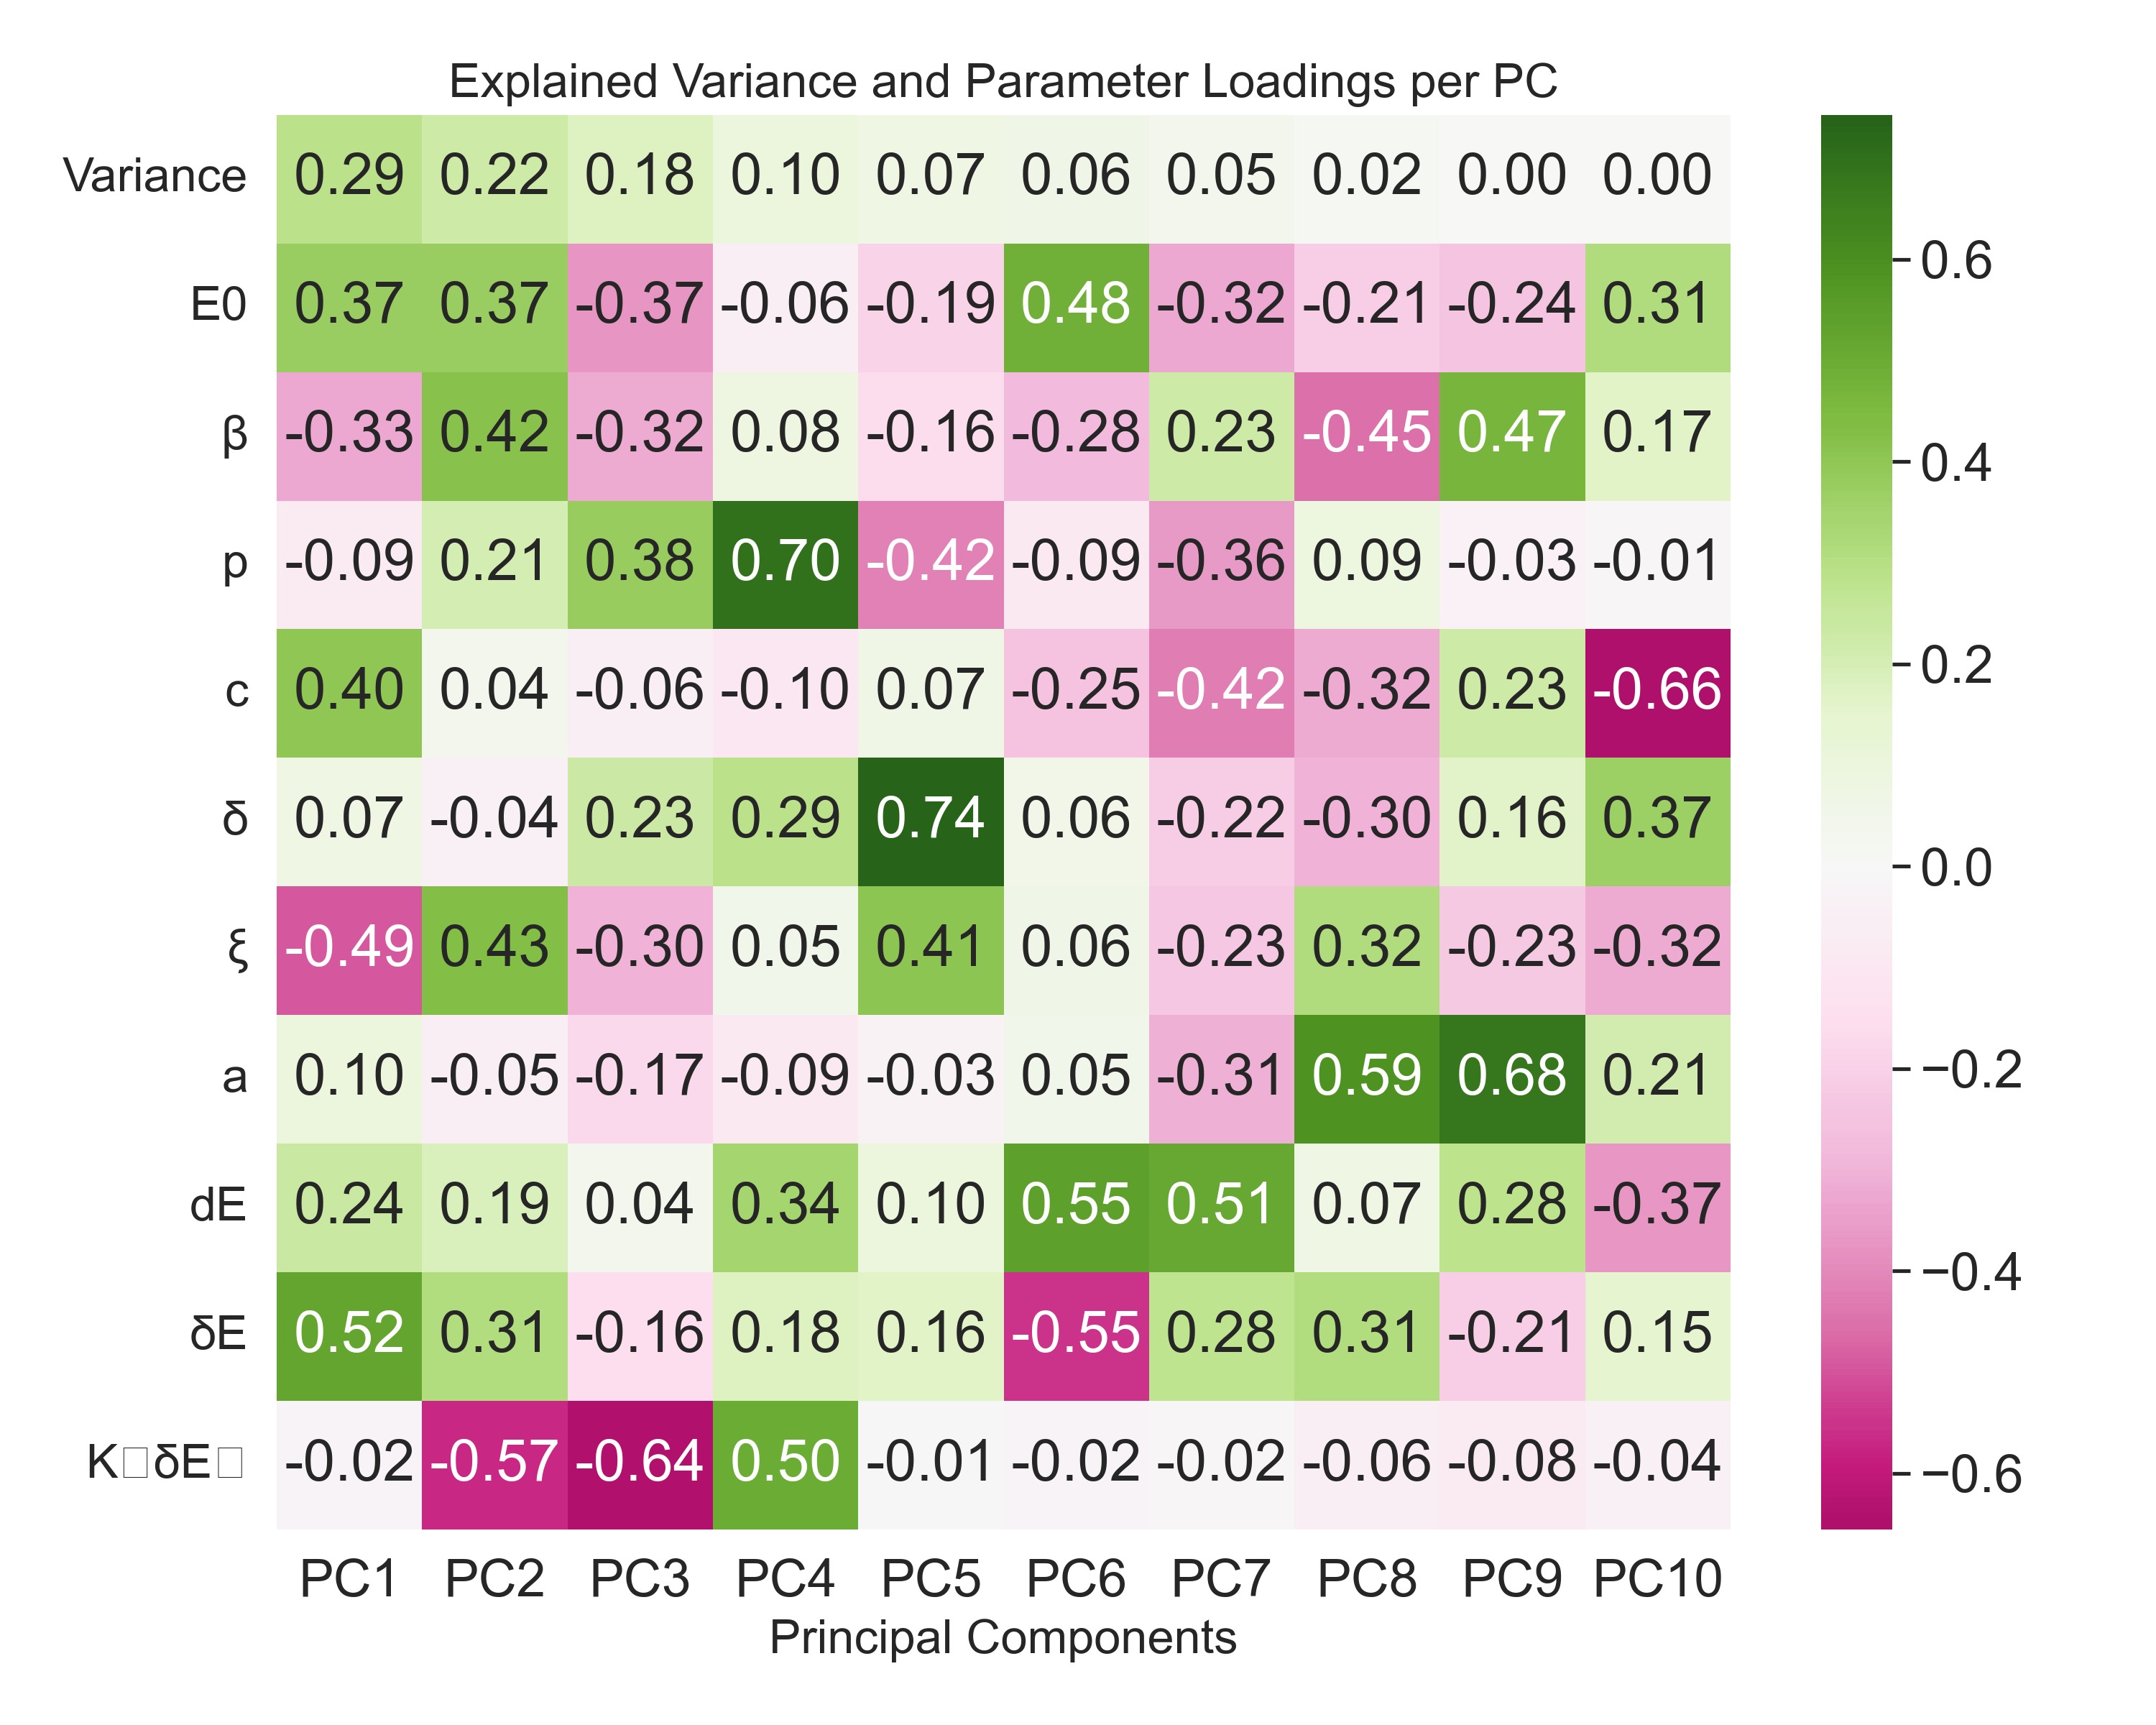 Explained Variance and Parameter Loadings per PC
Variance 0.29 0.22 0.18 0.10 0.07 0.06 0.05 0.02 0.00 0.00
E0 0.37 0.37 -0.37 -0.06 -0.19 0.48 -0.32 -0.21 -0.24 0.31
β -0.33 0.42 -0.32 0.08 -0.16 -0.28 0.23 -0.45 0.47 0.17
p -0.09 0.21 0.38 0.70 -0.42 -0.09 -0.36 0.09 -0.03 -0.01
c 0.40 0.04 -0.06 -0.10 0.07 -0.25 -0.42 -0.32 0.23 -0.66
δ 0.07 -0.04 0.23 0.29 0.74 0.06 -0.22 -0.30 0.16 0.37
ξ -0.49 0.43 -0.30 0.05 0.41 0.06 -0.23 0.32 -0.23 -0.32
a 0.10 -0.05 -0.17 -0.09 -0.03 0.05 -0.31 0.59 0.68 0.21
dE 0.24 0.19 0.04 0.34 0.10 0.55 0.51 0.07 0.28 -0.37
δE 0.52 0.31 -0.16 0.18 0.16 -0.55 0.28 0.31 -0.21 0.15
K□δE□ -0.02 -0.57 -0.64 0.50 -0.01 -0.02 -0.02 -0.06 -0.08 -0.04
PC1 PC2 PC3 PC4 PC5 PC6 PC7 PC8 PC9 PC10
Principal Components
0.6
0.4
0.2
0.0
−0.2
−0.4
−0.6